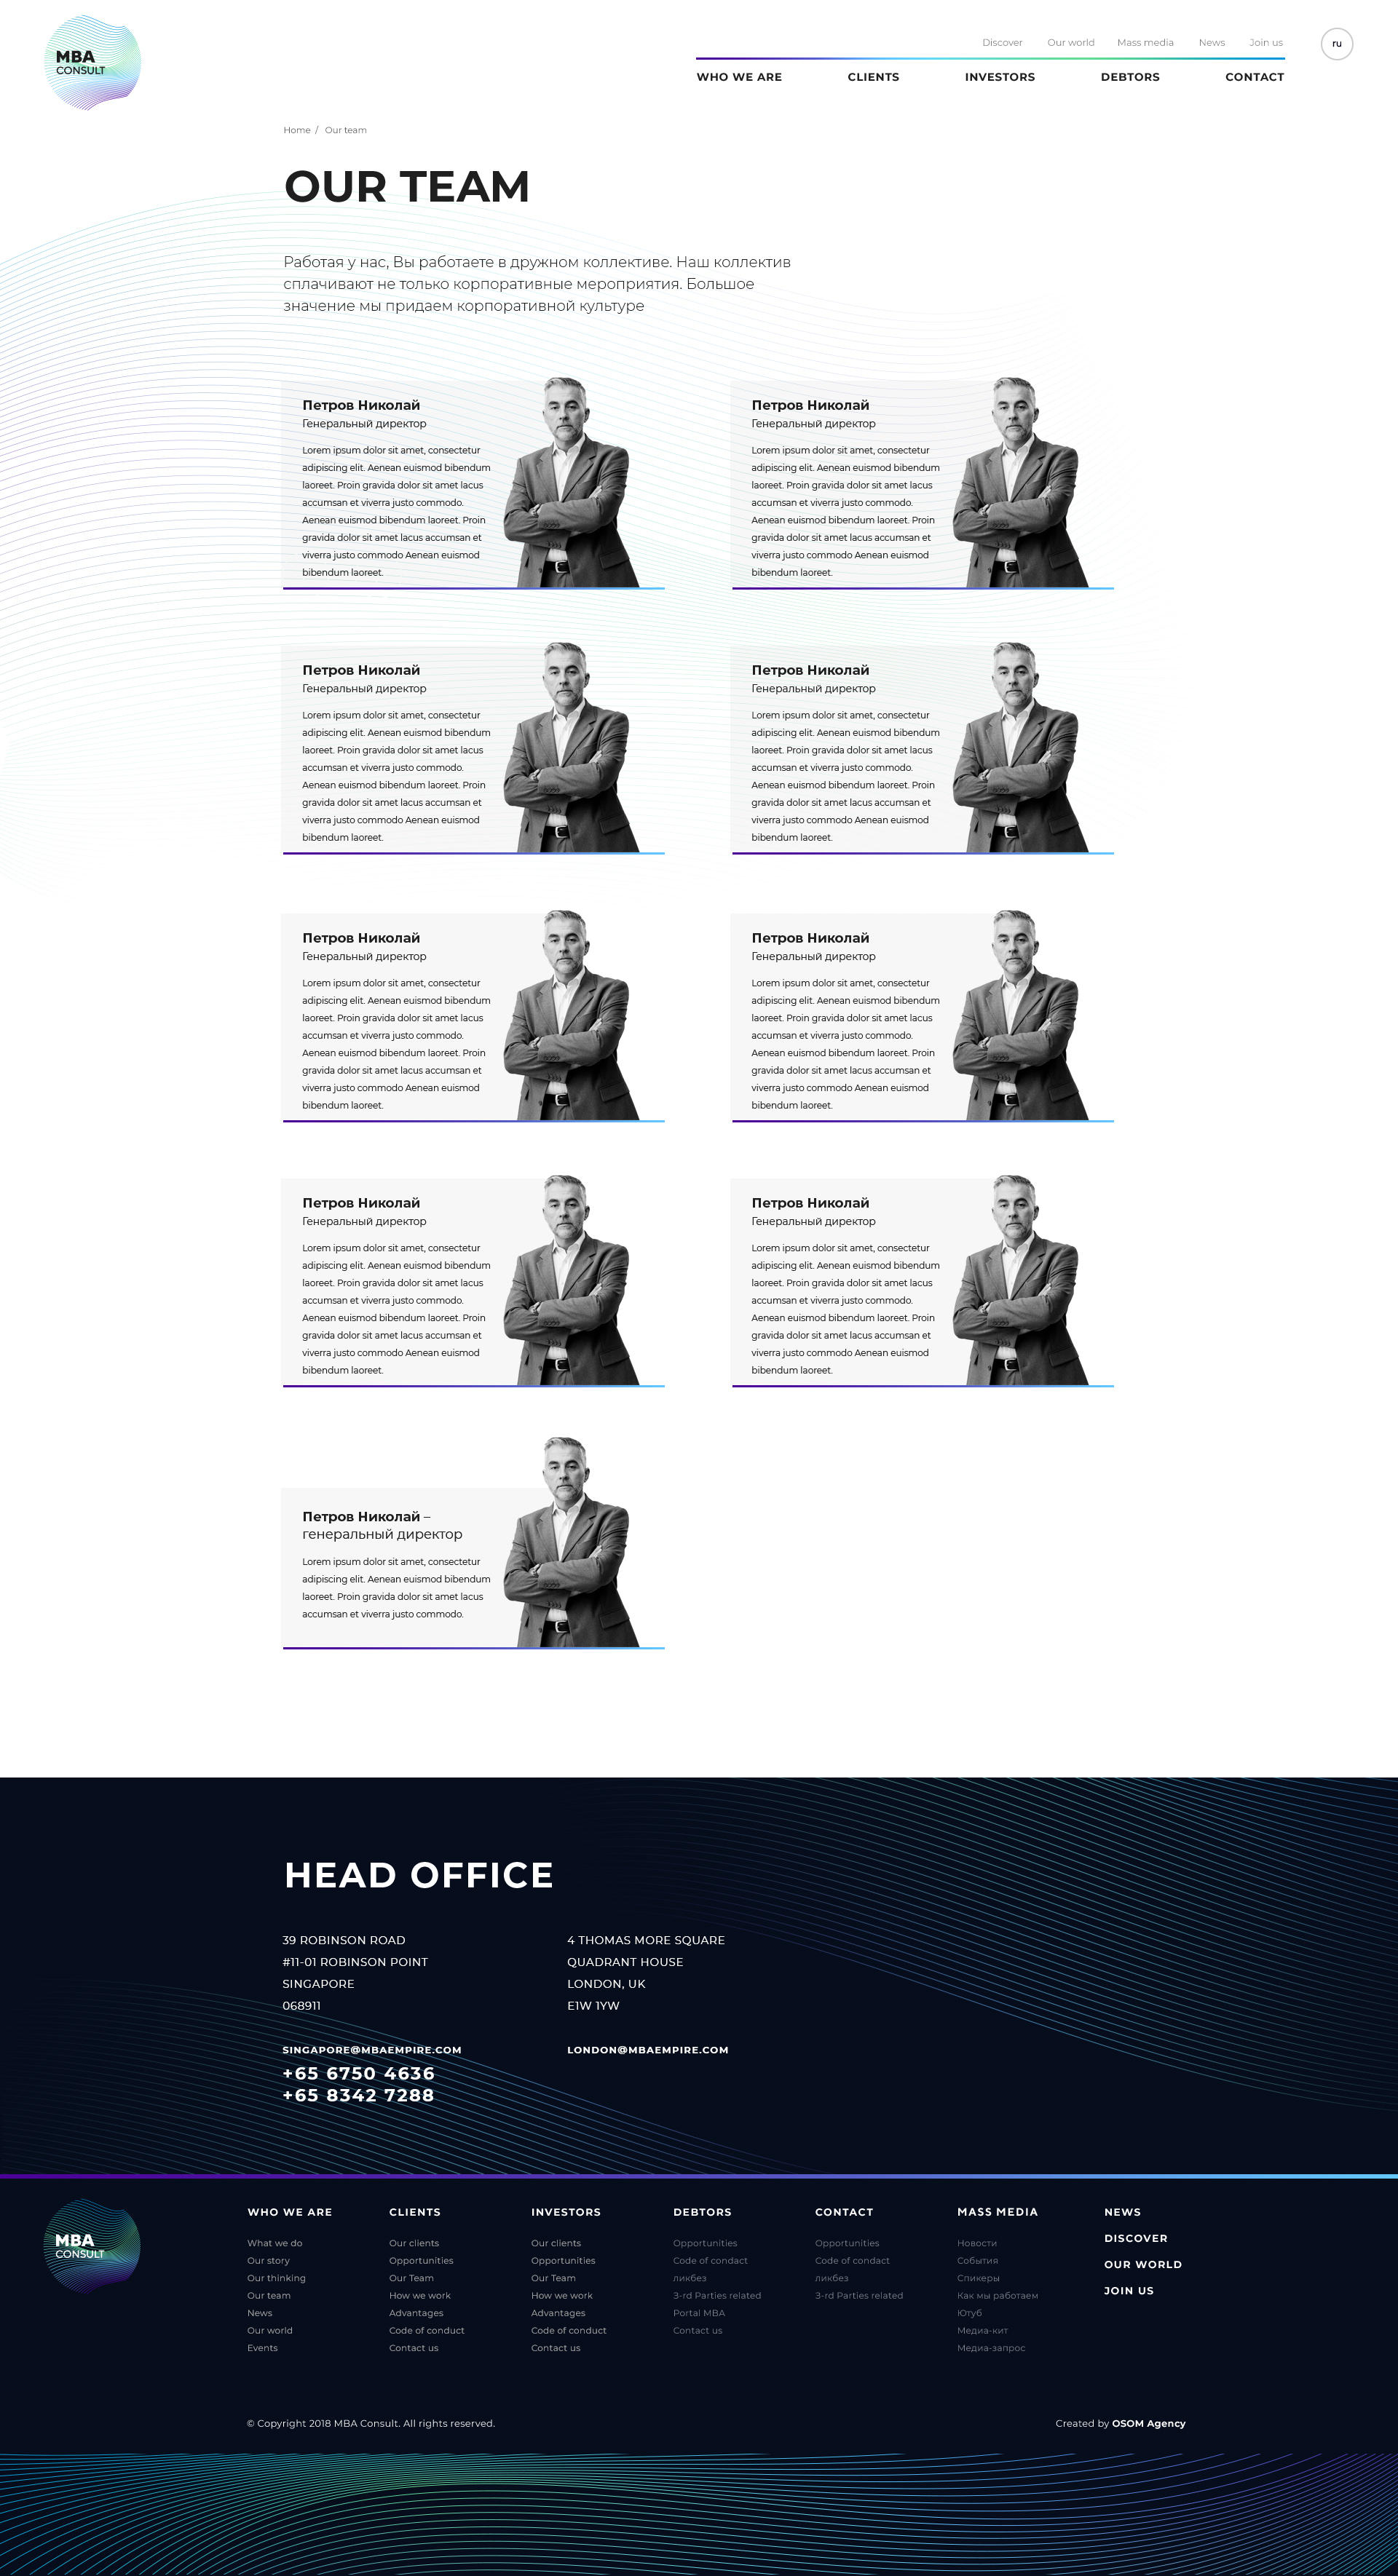 MBA
CONSULT
Discover Our world Mass media News Join us
ru
WHO WE ARE CLIENTS INVESTORS DEBTORS CONTACT
Home / Our team
OUR TEAM
Работая у нас, Вы работаете в дружном коллективе. Наш коллектив
сплачивают не только корпоративные мероприятия. Большое
значение мы придаем корпоративной культуре
Петров Николай
Генеральный директор
Lorem ipsum dolor sit amet, consectetur
adipiscing elit. Aenean euismod bibendum
laoreet. Proin gravida dolor sit amet lacus
accumsan et viverra justo commodo.
Aenean euismod bibendum laoreet. Proin
gravida dolor sit amet lacus accumsan et
viverra justo commodo Aenean euismod
bibendum laoreet.
Петров Николай
Генеральный директор
Lorem ipsum dolor sit amet, consectetur
adipiscing elit. Aenean euismod bibendum
laoreet. Proin gravida dolor sit amet lacus
accumsan et viverra justo commodo.
Aenean euismod bibendum laoreet. Proin
gravida dolor sit amet lacus accumsan et
viverra justo commodo Aenean euismod
bibendum laoreet.
Петров Николай
Генеральный директор
Lorem ipsum dolor sit amet, consectetur
adipiscing elit. Aenean euismod bibendum
laoreet. Proin gravida dolor sit amet lacus
accumsan et viverra justo commodo.
Aenean euismod bibendum laoreet. Proin
gravida dolor sit amet lacus accumsan et
viverra justo commodo Aenean euismod
bibendum laoreet.
Петров Николай
Генеральный директор
Lorem ipsum dolor sit amet, consectetur
adipiscing elit. Aenean euismod bibendum
laoreet. Proin gravida dolor sit amet lacus
accumsan et viverra justo commodo.
Aenean euismod bibendum laoreet. Proin
gravida dolor sit amet lacus accumsan et
viverra justo commodo Aenean euismod
bibendum laoreet.
Петров Николай
Генеральный директор
Lorem ipsum dolor sit amet, consectetur
adipiscing elit. Aenean euismod bibendum
laoreet. Proin gravida dolor sit amet lacus
accumsan et viverra justo commodo.
Aenean euismod bibendum laoreet. Proin
gravida dolor sit amet lacus accumsan et
viverra justo commodo Aenean euismod
bibendum laoreet.
Петров Николай
Генеральный директор
Lorem ipsum dolor sit amet, consectetur
adipiscing elit. Aenean euismod bibendum
laoreet. Proin gravida dolor sit amet lacus
accumsan et viverra justo commodo.
Aenean euismod bibendum laoreet. Proin
gravida dolor sit amet lacus accumsan et
viverra justo commodo Aenean euismod
bibendum laoreet.
Петров Николай
Генеральный директор
Lorem ipsum dolor sit amet, consectetur
adipiscing elit. Aenean euismod bibendum
laoreet. Proin gravida dolor sit amet lacus
accumsan et viverra justo commodo.
Aenean euismod bibendum laoreet. Proin
gravida dolor sit amet lacus accumsan et
viverra justo commodo Aenean euismod
bibendum laoreet.
Петров Николай
Генеральный директор
Lorem ipsum dolor sit amet, consectetur
adipiscing elit. Aenean euismod bibendum
laoreet. Proin gravida dolor sit amet lacus
accumsan et viverra justo commodo.
Aenean euismod bibendum laoreet. Proin
gravida dolor sit amet lacus accumsan et
viverra justo commodo Aenean euismod
bibendum laoreet.
Петров Николай –
генеральный директор
Lorem ipsum dolor sit amet, consectetur
adipiscing elit. Aenean euismod bibendum
laoreet. Proin gravida dolor sit amet lacus
accumsan et viverra justo commodo.
HEAD OFFICE
39 ROBINSON ROAD
#11-01 ROBINSON POINT
SINGAPORE
068911
SINGAPORE@MBAEMPIRE.COM
+65 6750 4636
+65 8342 7288
4 THOMAS MORE SQUARE
QUADRANT HOUSE
LONDON, UK
E1W 1YW
LONDON@MBAEMPIRE.COM
MBA
CONSULT
WHO WE ARE
What we do
Our story
Our thinking
Our team
News
Our world
Events
CLIENTS
Our clients
Opportunities
Our Team
How we work
Advantages
Code of conduct
Contact us
INVESTORS
Our clients
Opportunities
Our Team
How we work
Advantages
Code of conduct
Contact us
DEBTORS
Opportunities
Code of condact
ликбез
3-rd Parties related
Portal MBA
Contact us
CONTACT
Opportunities
Code of condact
ликбез
3-rd Parties related
MASS MEDIA
Новости
События
Спикеры
Как мы работаем
Ютуб
Медиа-кит
Медиа-запрос
NEWS
DISCOVER
OUR WORLD
JOIN US
© Copyright 2018 MBA Consult. All rights reserved.
Created by OSOM Agency